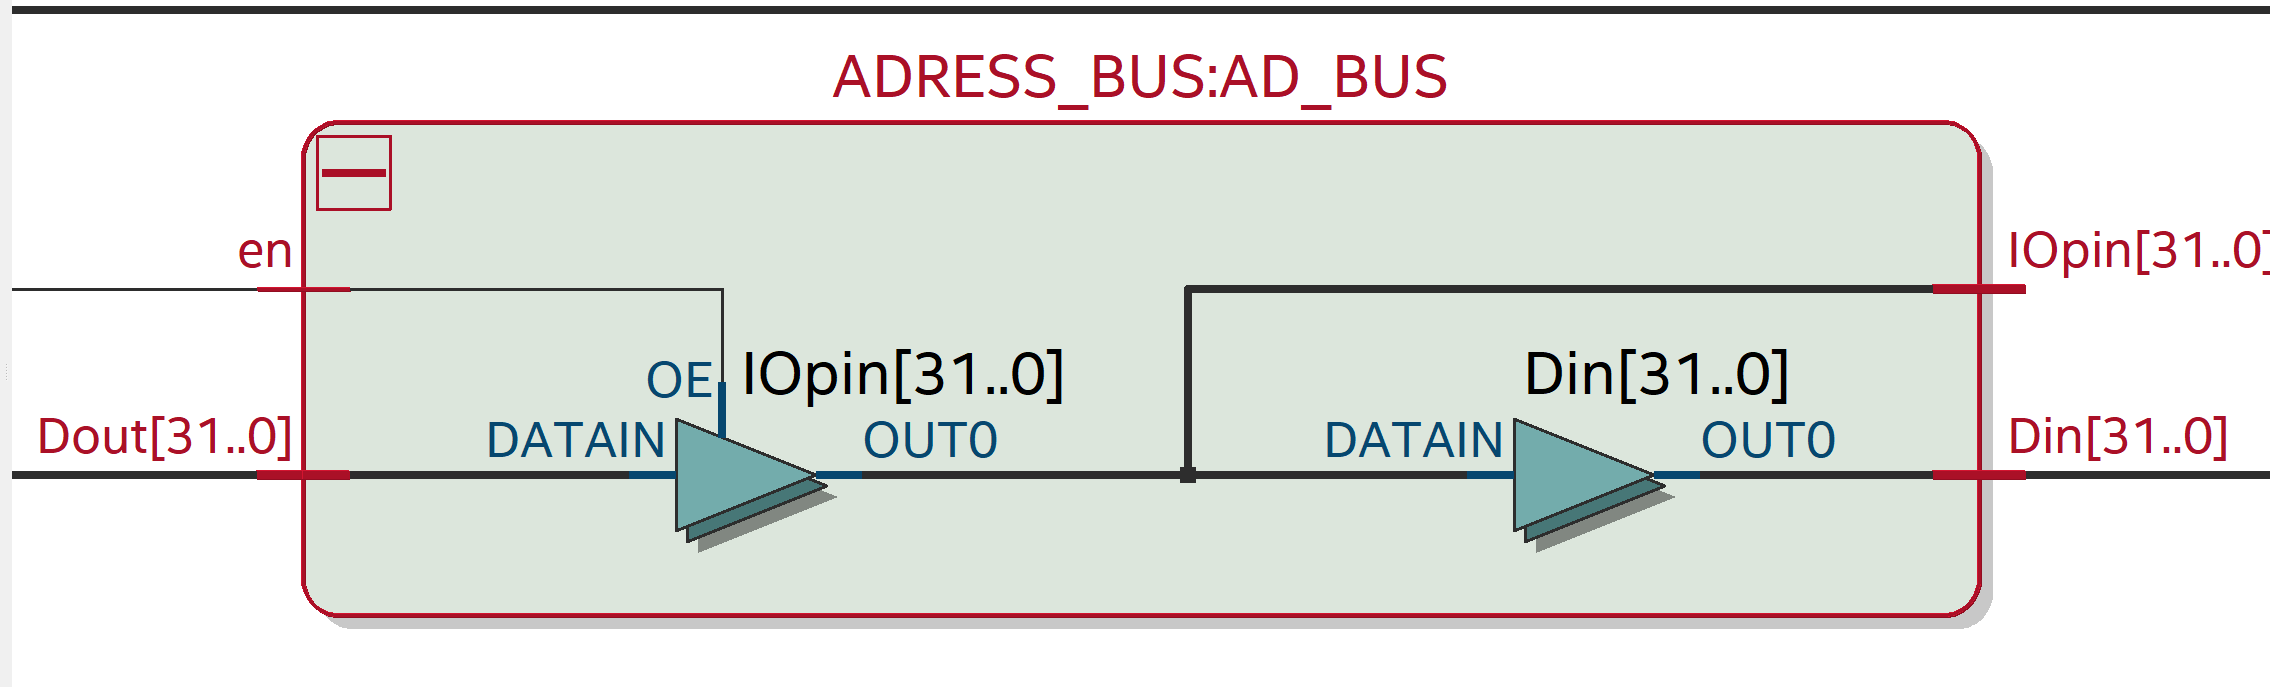 ADRESS_BUS:AD_BUS
en
IOpin[31..0]
OE
IOpin[31..0]
Din[31..0]
Dout[31..0]
DATAIN
OUT0
DATAIN
OUT0
Din[31..0]